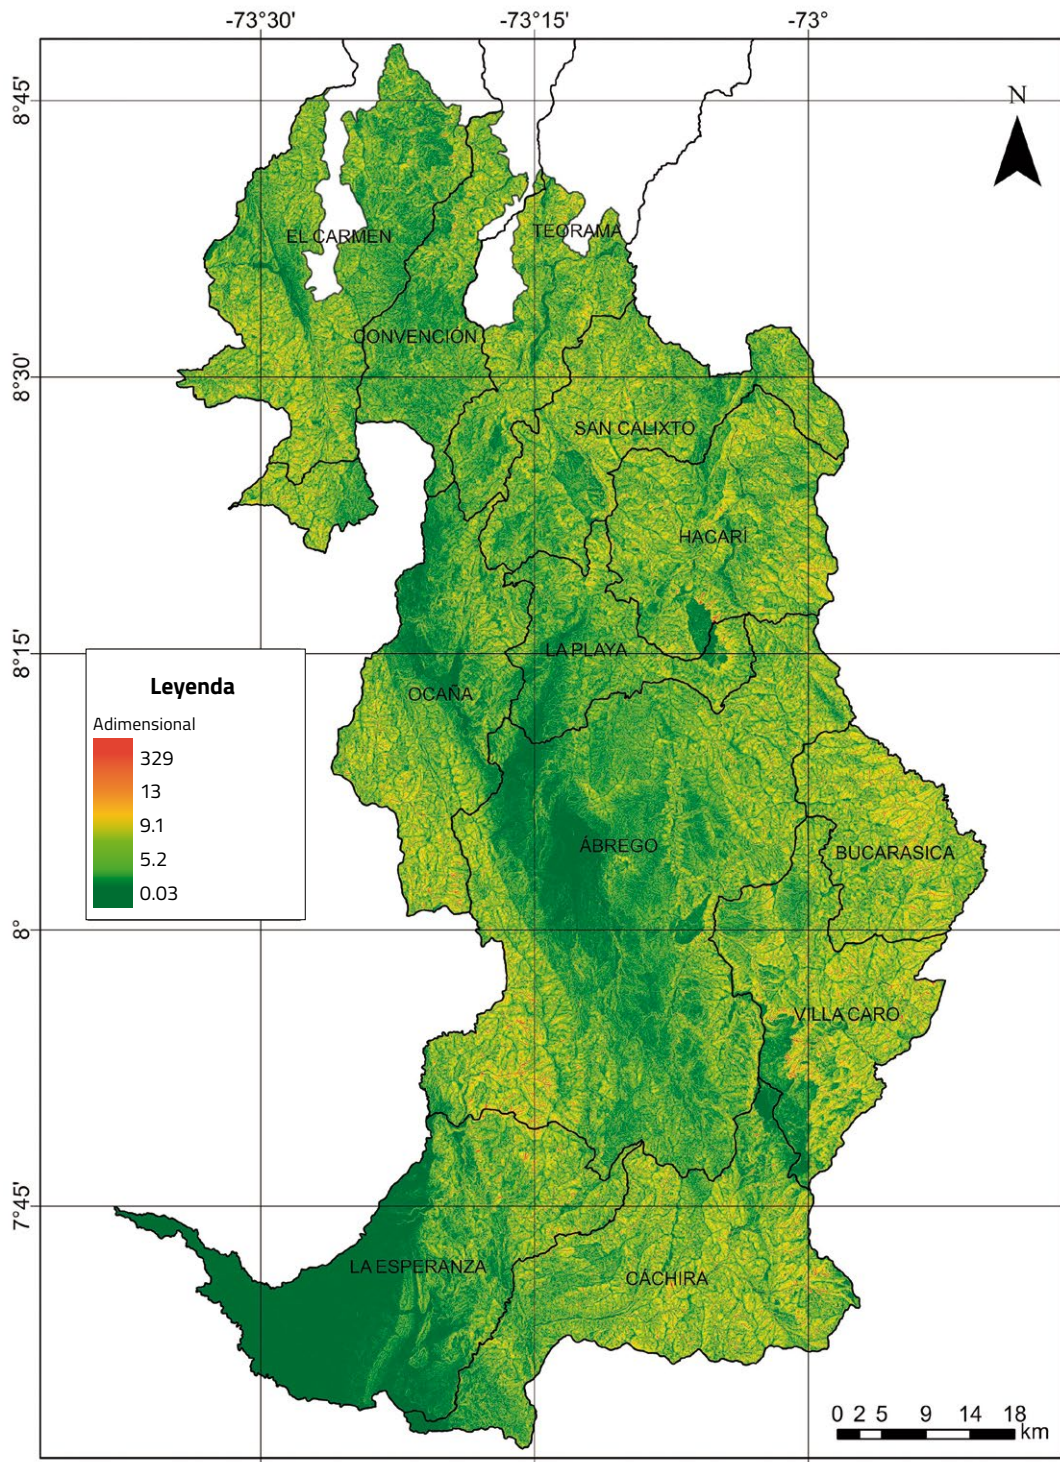 -73°30'
-73°15'
-73°
8°45'
N
EL CARMEN
TEORAMA
CONVENCIÓN
8°30'
SAN CALIXTO
HACARÍ
8°15'
LA PLAYA
OCAÑA
Leyenda
Adimensional
329
13
9.1
5.2
0.03
ÁBREGO
BUCARASICA
8°
VILLA CARO
7°45'
LA ESPERANZA
CÁCHIRA
0 2 5 9 14 18
km